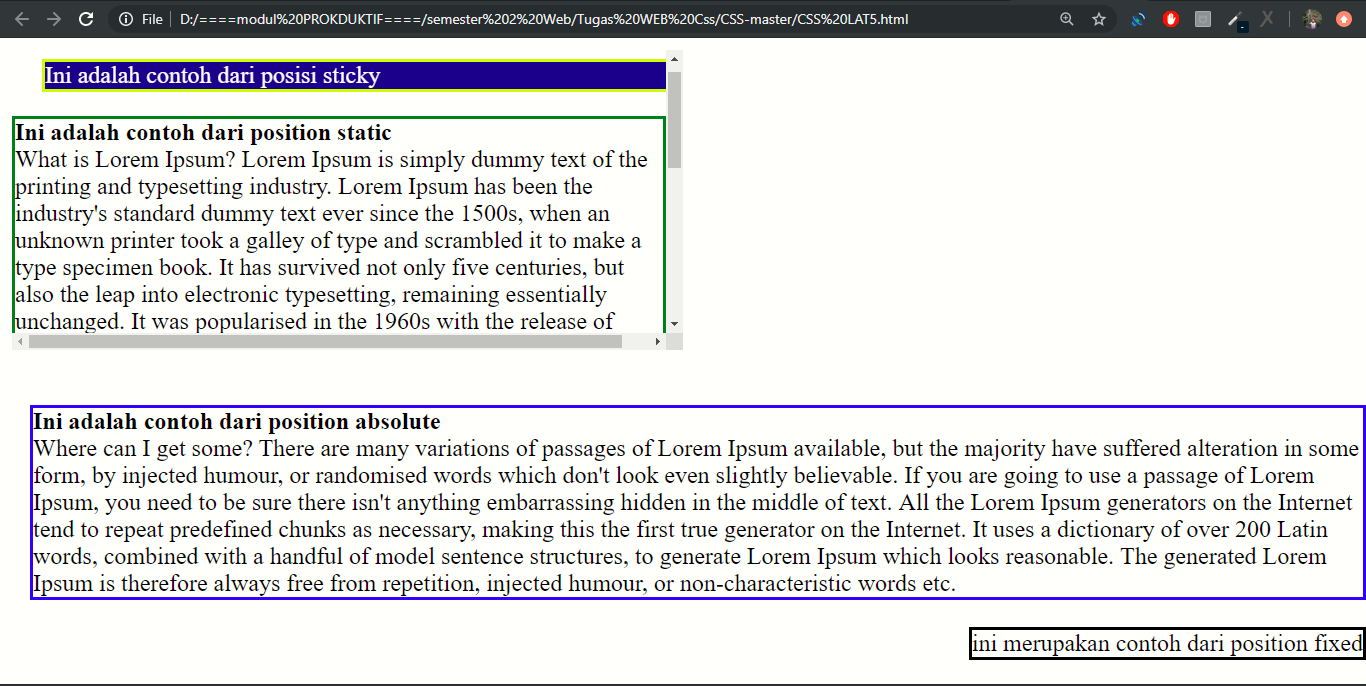 File
D:/====modul%20PROKDUKTIF====/semester%202%20Web/Tugas%20WEB%20Css/CSS-master/CSS%20LAT5.html
Ini adalah contoh dari posisi sticky
Ini adalah contoh dari position static
What is Lorem Ipsum? Lorem Ipsum is simply dummy text of the
printing and typesetting industry. Lorem Ipsum has been the
industry's standard dummy text ever since the 1500s, when an
unknown printer took a galley of type and scrambled it to make a
type specimen book. It has survived not only five centuries, but
also the leap into electronic typesetting, remaining essentially
unchanged. It was popularised in the 1960s with the release of
Ini adalah contoh dari position absolute
Where can I get some? There are many variations of passages of Lorem Ipsum available, but the majority have suffered alteration in some
form, by injected humour, or randomised words which don't look even slightly believable. If you are going to use a passage of Lorem
Ipsum, you need to be sure there isn't anything embarrassing hidden in the middle of text. All the Lorem Ipsum generators on the Internet
tend to repeat predefined chunks as necessary, making this the first true generator on the Internet. It uses a dictionary of over 200 Latin
words, combined with a handful of model sentence structures, to generate Lorem Ipsum which looks reasonable. The generated Lorem
Ipsum is therefore always free from repetition, injected humour, or non-characteristic words etc.
ini merupakan contoh dari position fixed